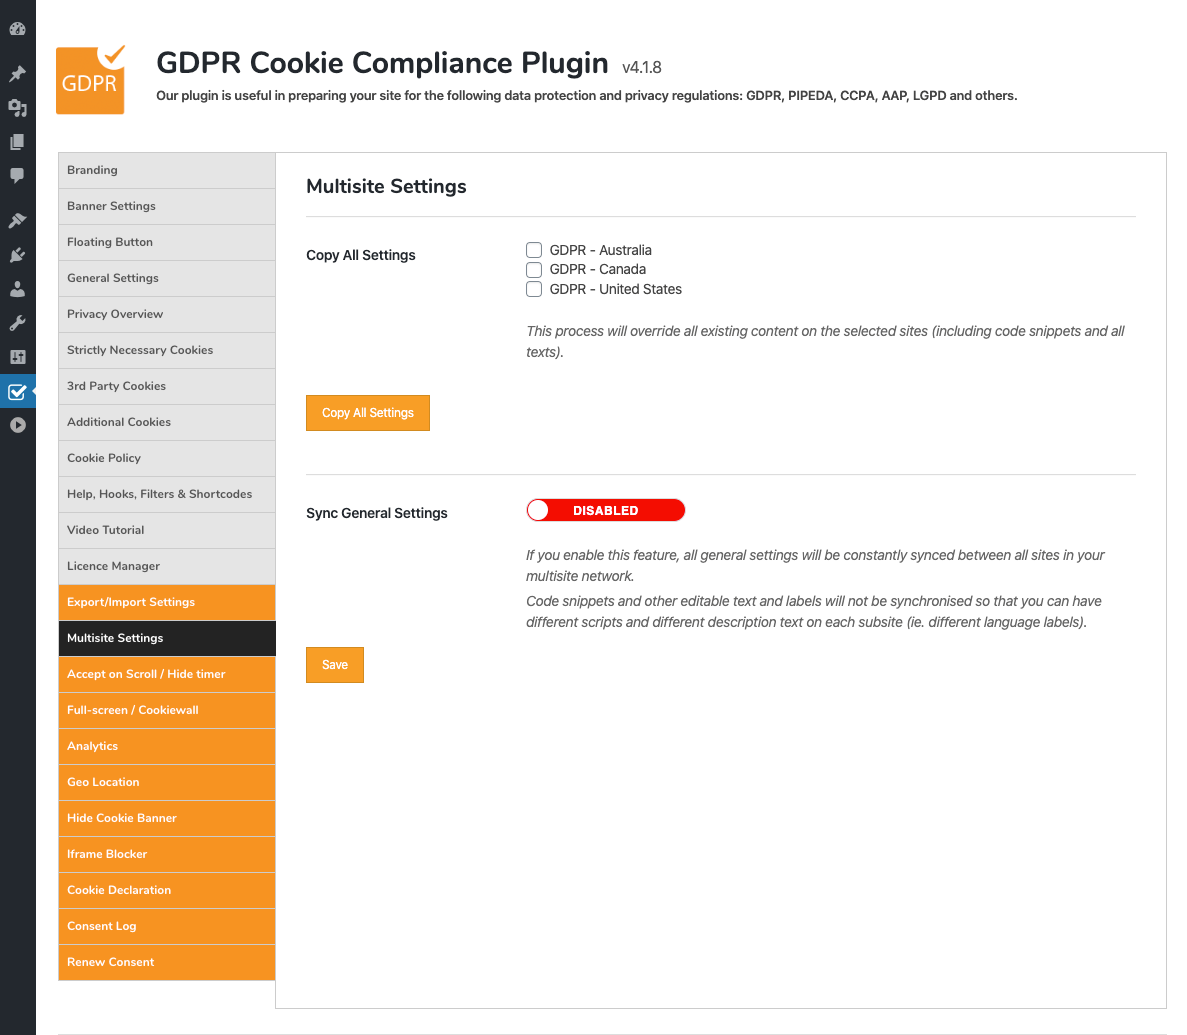 GDPR
GDPR Cookie Compliance Plugin v4.1.8
Our plugin is useful in preparing your site for the following data protection and privacy regulations: GDPR, PIPEDA, CCPA, AAP, LGPD and others.
Branding
Banner Settings
Floating Button
General Settings
Privacy Overview
Strictly Necessary Cookies
3rd Party Cookies
Additional Cookies
Cookie Policy
Help, Hooks, Filters & Shortcodes
Video Tutorial
Licence Manager
Export/Import Settings
Multisite Settings
Accept on Scroll / Hide timer
Full-screen / Cookiewall
Analytics
Geo Location
Hide Cookie Banner
Iframe Blocker
Cookie Declaration
Consent Log
Renew Consent
Multisite Settings
Copy All Settings
GDPR - Australia
GDPR - Canada
GDPR - United States
This process will override all existing content on the selected sites (including code snippets and all
texts).
Copy All Settings
Sync General Settings
DISABLED
If you enable this feature, all general settings will be constantly synced between all sites in your
multisite network.
Code snippets and other editable text and labels will not be synchronised so that you can have
different scripts and different description text on each subsite (ie. different language labels).
Save